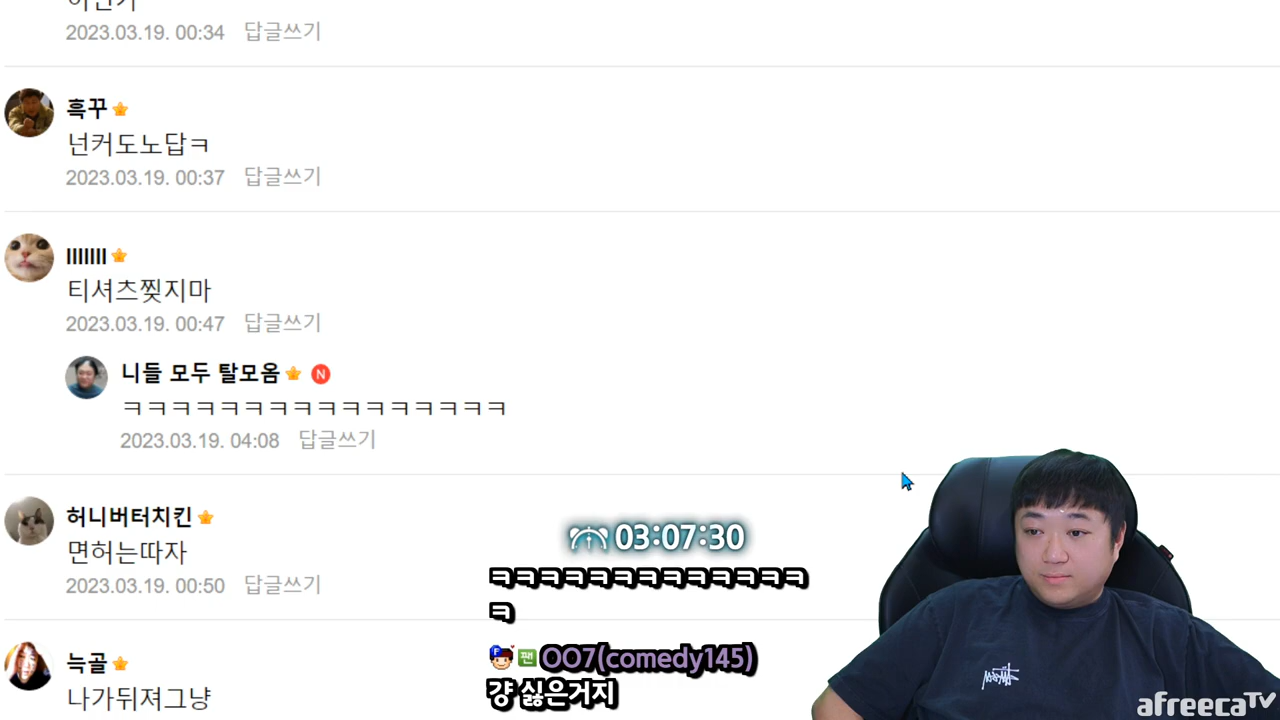 2023.03.19. 00:34 답글쓰기
흑꾸
넌커도노답ㅋ
2023.03.19. 00:37 답글쓰기
lllllll
티셔츠찢지마
2023.03.19. 00:47 답글쓰기
니들 모두 탈모옴 N
ㅋㅋㅋㅋㅋㅋㅋㅋㅋㅋㅋㅋㅋㅋㅋㅋ
2023.03.19. 04:08 답글쓰기
허니버터치킨
면허는따자
2023.03.19. 00:50 답글쓰기
늑골
나가뒤져그냥
03:07:30
ㅋㅋㅋㅋㅋㅋㅋㅋㅋㅋㅋㅋㅋ
ㅋ
F 팬 OO7(comedy145)
걍 싫은거지
afreecaTV